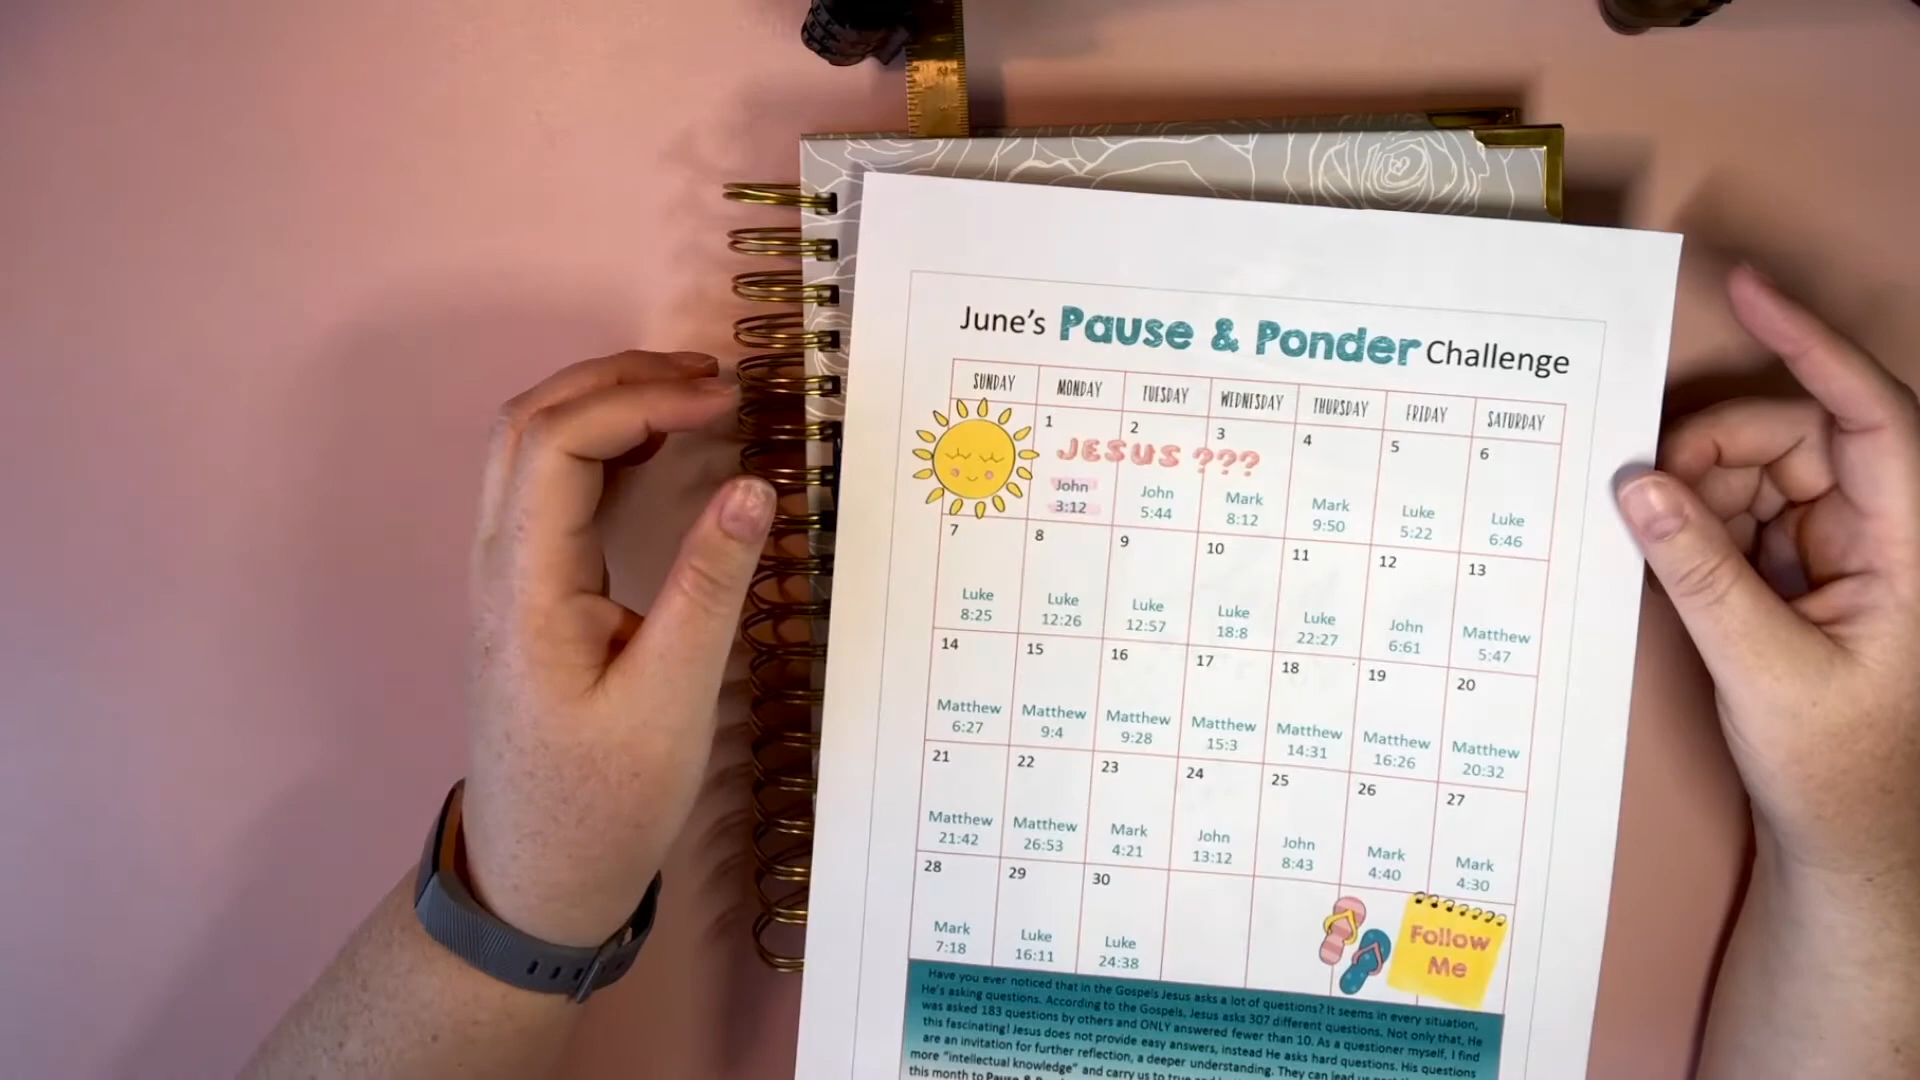 June's Pause & Ponder Challenge
SUNDAY MONDAY TUESDAY WEDNESDAY THURSDAY FRIDAY SATURDAY
1 2 3 4 5 6
JESUS ???
John 3:12
John 5:44
Mark 8:12
Mark 9:50
Luke 5:22
Luke 6:46
7 8 9 10 11 12 13
Luke 8:25
Luke 12:26
Luke 12:57
Luke 18:8
Luke 22:27
John 6:61
Matthew 5:47
14 15 16 17 18 19 20
Matthew 6:27
Matthew 9:4
Matthew 9:28
Matthew 15:3
Matthew 14:31
Matthew 16:26
Matthew 20:32
21 22 23 24 25 26 27
Matthew 21:42
Matthew 26:53
Mark 4:21
John 13:12
John 8:43
Mark 4:40
Mark 4:30
28 29 30
Mark 7:18
Luke 16:11
Luke 24:38
Follow
Me
Have you ever noticed that in the Gospels Jesus asks a lot of questions? It seems in every situation,
He's asking questions. According to the Gospels, Jesus asks 307 different questions. Not only that, He
was asked 183 questions by others and ONLY answered fewer than 10. As a questioner myself, I find
this fascinating! Jesus does not provide easy answers, instead He asks hard questions. His questions
are an invitation for further reflection, a deeper understanding. They can lead us
more "intellectual knowledge" and carry us to true
this month to Pause &